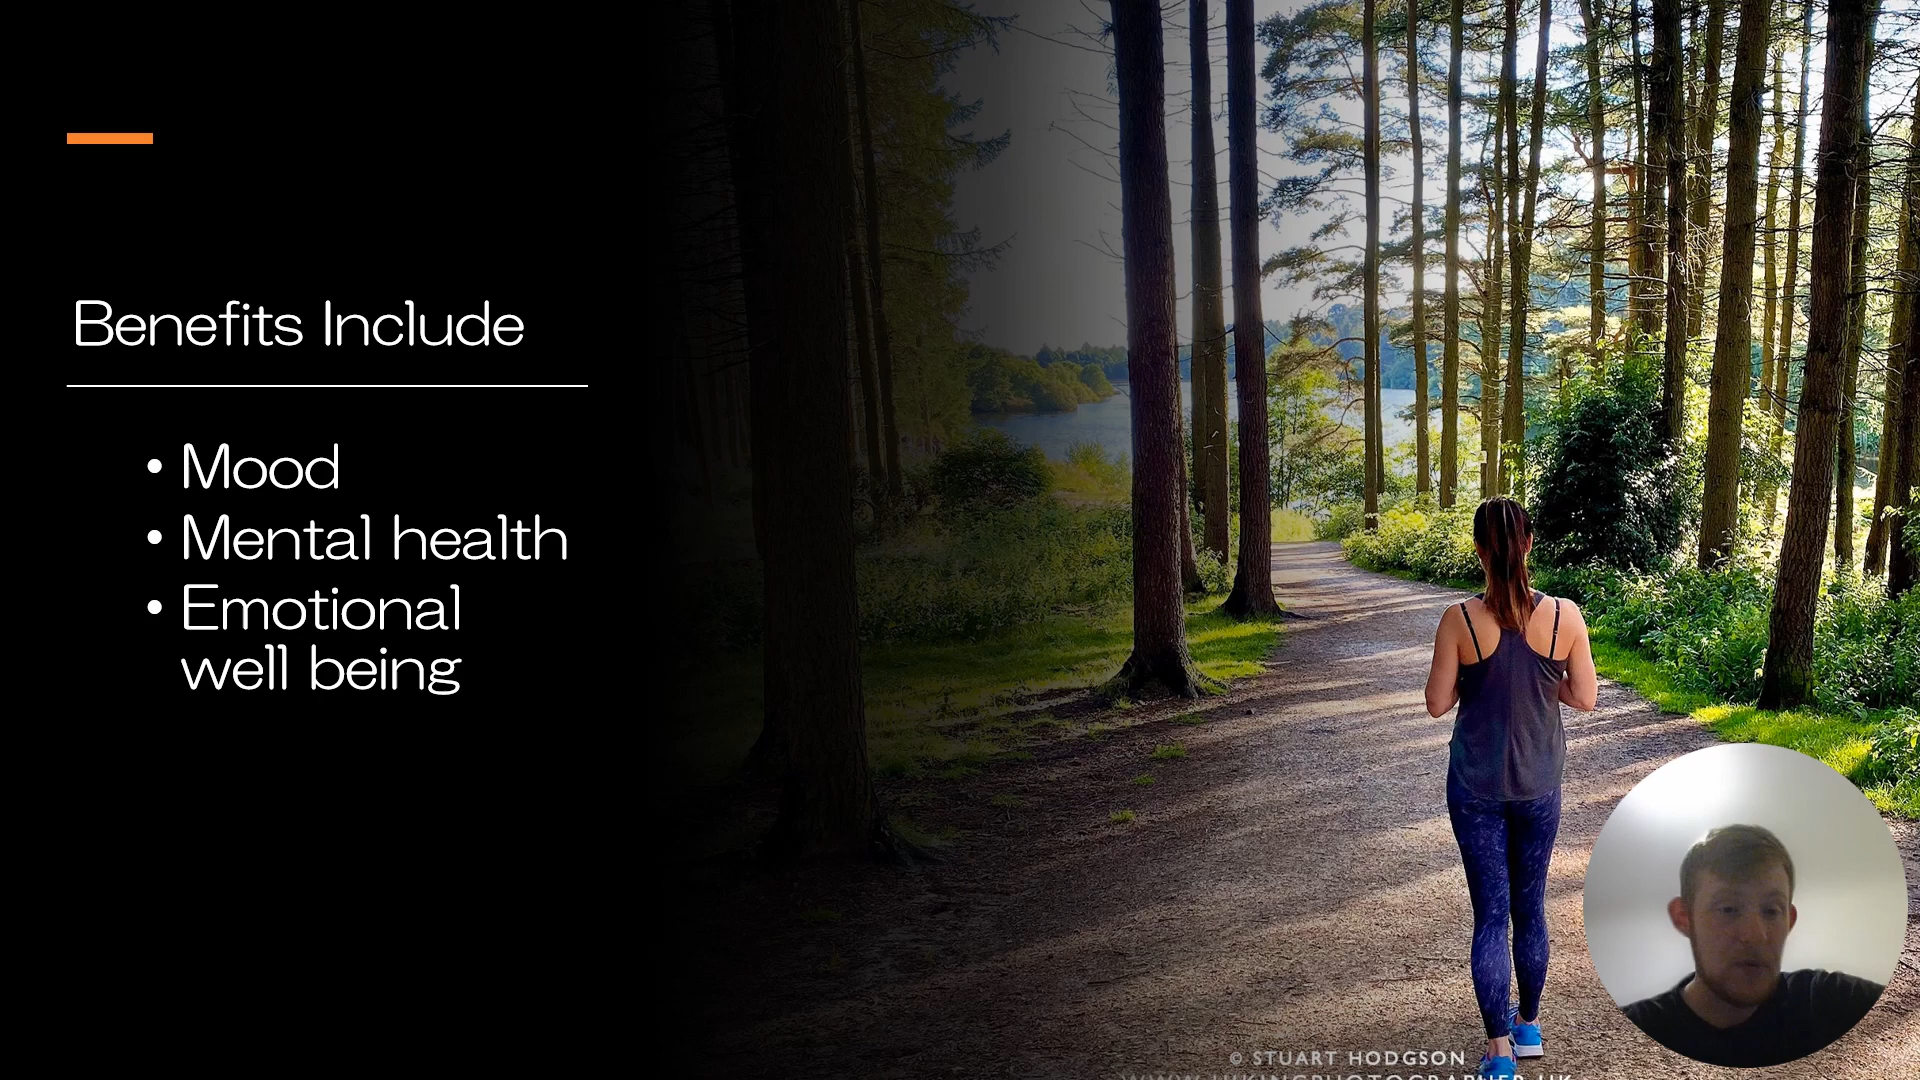 Benefits Include
• Mood
• Mental health
• Emotional
well being
© STUART HODGSON